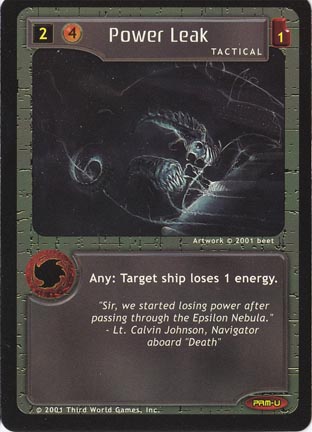 2 4 Power Leak 1
TACTICAL
Artwork © 2001 beet
Any: Target ship loses 1 energy.
"Sir, we started losing power after
passing through the Epsilon Nebula."
- Lt. Calvin Johnson, Navigator
aboard "Death"
PRM-U
© 2001 Third World Games, Inc.